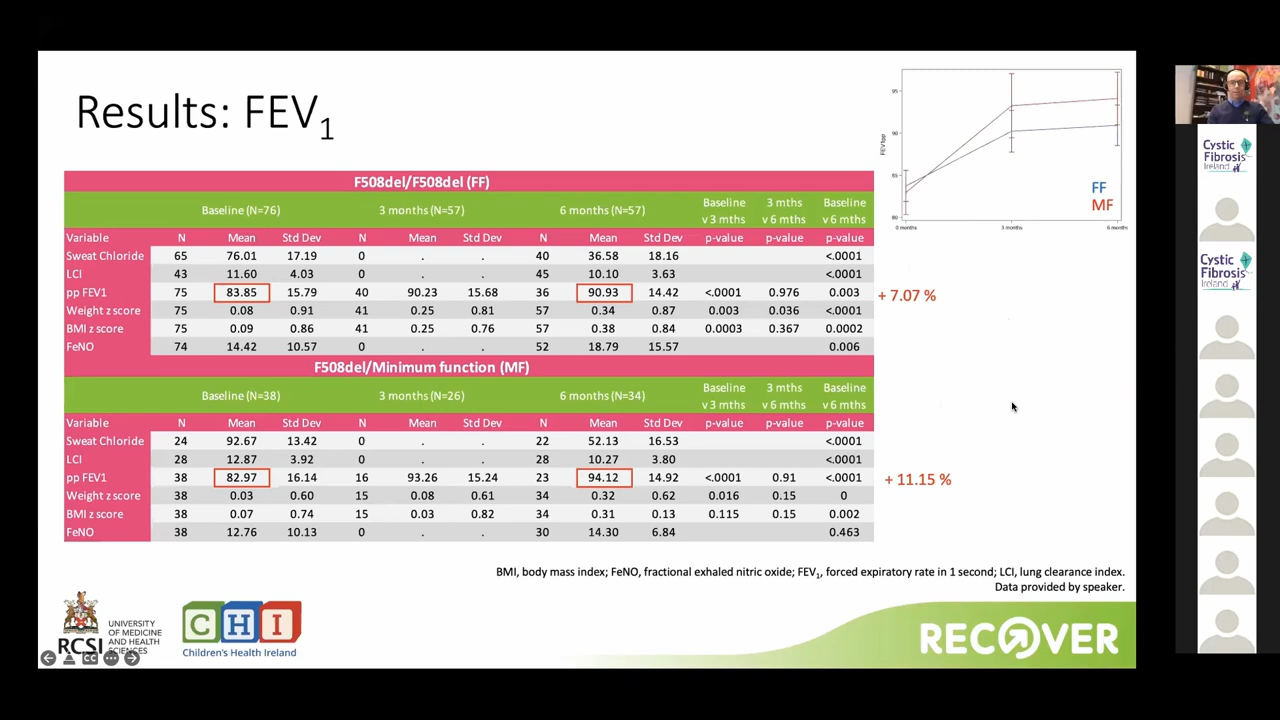 Results: FEV1
95
90
85
80
FEV1pp
0 months
3 months
6 months
FF
MF
F508del/F508del (FF)
Baseline (N=76) 3 months (N=57) 6 months (N=57) Baseline v 3 mths 3 mths v 6 mths Baseline v 6 mths
Variable N Mean Std Dev N Mean Std Dev N Mean Std Dev p-value p-value p-value
Sweat Chloride 65 76.01 17.19 0 . . 40 36.58 18.16 <.0001
LCI 43 11.60 4.03 0 . . 45 10.10 3.63 <.0001
pp FEV1 75 83.85 15.79 40 90.23 15.68 36 90.93 14.42 <.0001 0.976 0.003
+ 7.07 %
Weight z score 75 0.08 0.91 41 0.25 0.81 57 0.34 0.87 0.003 0.036 <.0001
BMI z score 75 0.09 0.86 41 0.25 0.76 57 0.38 0.84 0.0003 0.367 0.0002
FeNO 74 14.42 10.57 0 . . 52 18.79 15.57 0.006
F508del/Minimum function (MF)
Baseline (N=38) 3 months (N=26) 6 months (N=34) Baseline v 3 mths 3 mths v 6 mths Baseline v 6 mths
Variable N Mean Std Dev N Mean Std Dev N Mean Std Dev p-value p-value p-value
Sweat Chloride 24 92.67 13.42 0 . . 22 52.13 16.53 <.0001
LCI 28 12.87 3.92 0 . . 28 10.27 3.80 <.0001
pp FEV1 38 82.97 16.14 16 93.26 15.24 23 94.12 14.92 <.0001 0.91 <.0001
+ 11.15 %
Weight z score 38 0.03 0.60 15 0.08 0.61 34 0.32 0.62 0.016 0.15 0
BMI z score 38 0.07 0.74 15 0.03 0.82 34 0.31 0.13 0.115 0.15 0.002
FeNO 38 12.76 10.13 0 . . 30 14.30 6.84 0.463
BMI, body mass index; FeNO, fractional exhaled nitric oxide; FEV1, forced expiratory rate in 1 second; LCI, lung clearance index.
Data provided by speaker.
RCSI
UNIVERSITY
OF MEDICINE
AND HEALTH
SCIENCES
CHI
Children's Health Ireland
RECOVER
CC
Cystic
Fibrosis
Ireland
Cystic
Fibrosis
Ireland